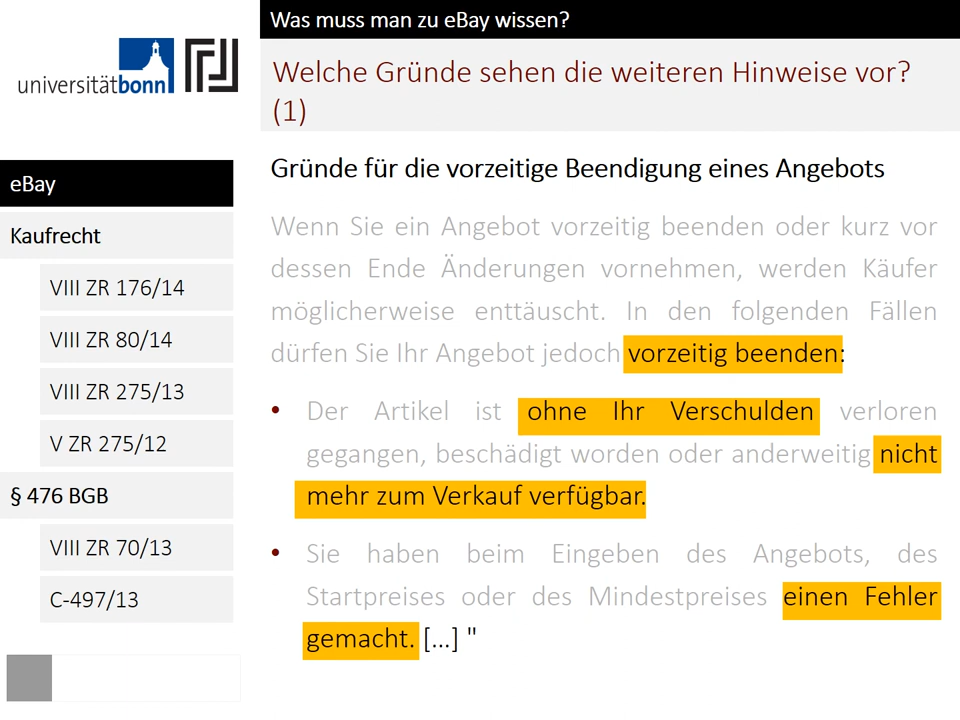 Was muss man zu eBay wissen?
Welche Gründe sehen die weiteren Hinweise vor?
(1)
universitätbonn
eBay
Kaufrecht
VIII ZR 176/14
VIII ZR 80/14
VIII ZR 275/13
V ZR 275/12
§ 476 BGB
VIII ZR 70/13
C-497/13
Gründe für die vorzeitige Beendigung eines Angebots
Wenn Sie ein Angebot vorzeitig beenden oder kurz vor
dessen Ende Änderungen vornehmen, werden Käufer
möglicherweise enttäuscht. In den folgenden Fällen
dürfen Sie Ihr Angebot jedoch vorzeitig beenden:
• Der Artikel ist ohne Ihr Verschulden verloren
gegangen, beschädigt worden oder anderweitig nicht
mehr zum Verkauf verfügbar.
• Sie haben beim Eingeben des Angebots, des
Startpreises oder des Mindestpreises einen Fehler
gemacht. [...] "